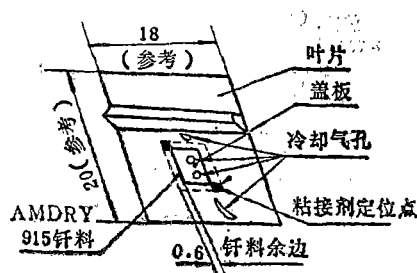 18
(参考)
叶片
盖板
冷却气孔
20(参考)
粘接剂定位点
AMDRY
915钎料
0.6 钎料余边